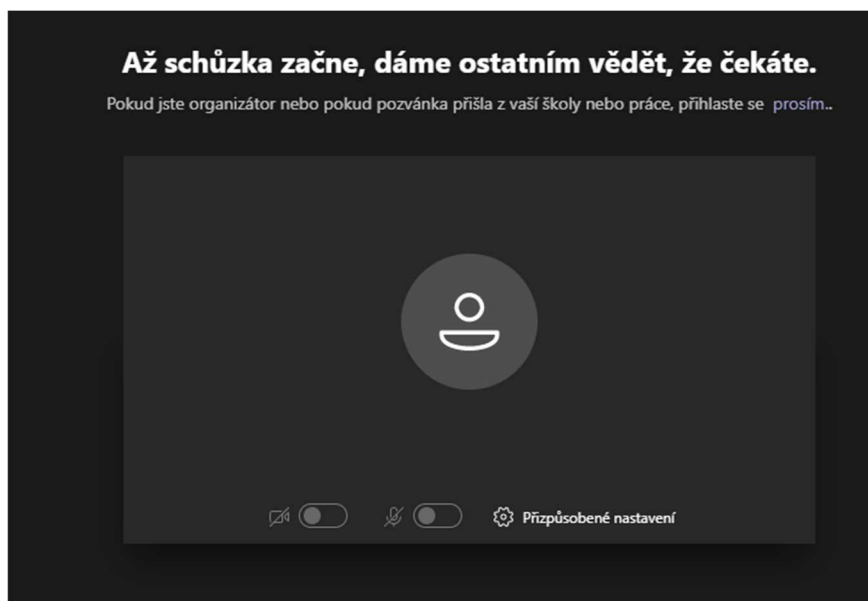 Až schůzka začne, dáme ostatním vědět, že čekáte.
Pokud jste organizátor nebo pokud pozvánka přišla z vaší školy nebo práce, přihlaste se prosím..
Přizpůsobené nastavení